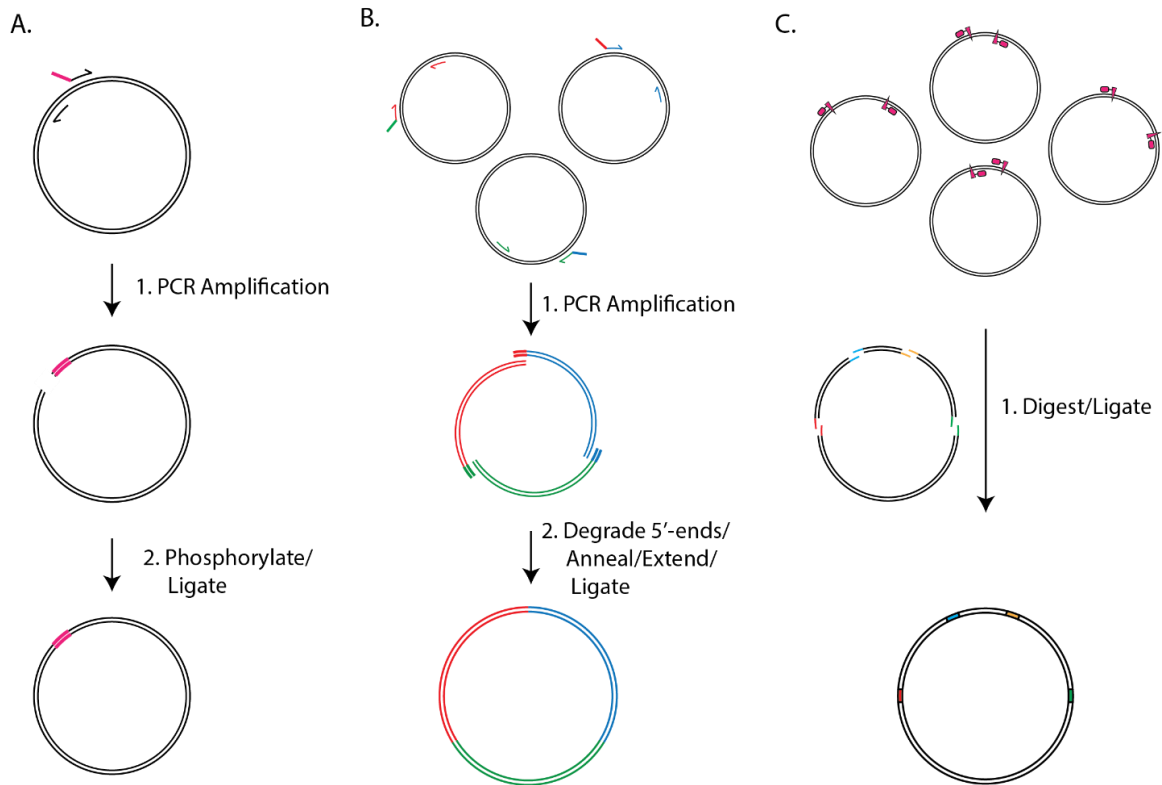 A.
1. PCR Amplification
2. Phosphorylate/
Ligate
B.
1. PCR Amplification
2. Degrade 5′-ends/
Anneal/Extend/
Ligate
C.
1. Digest/Ligate